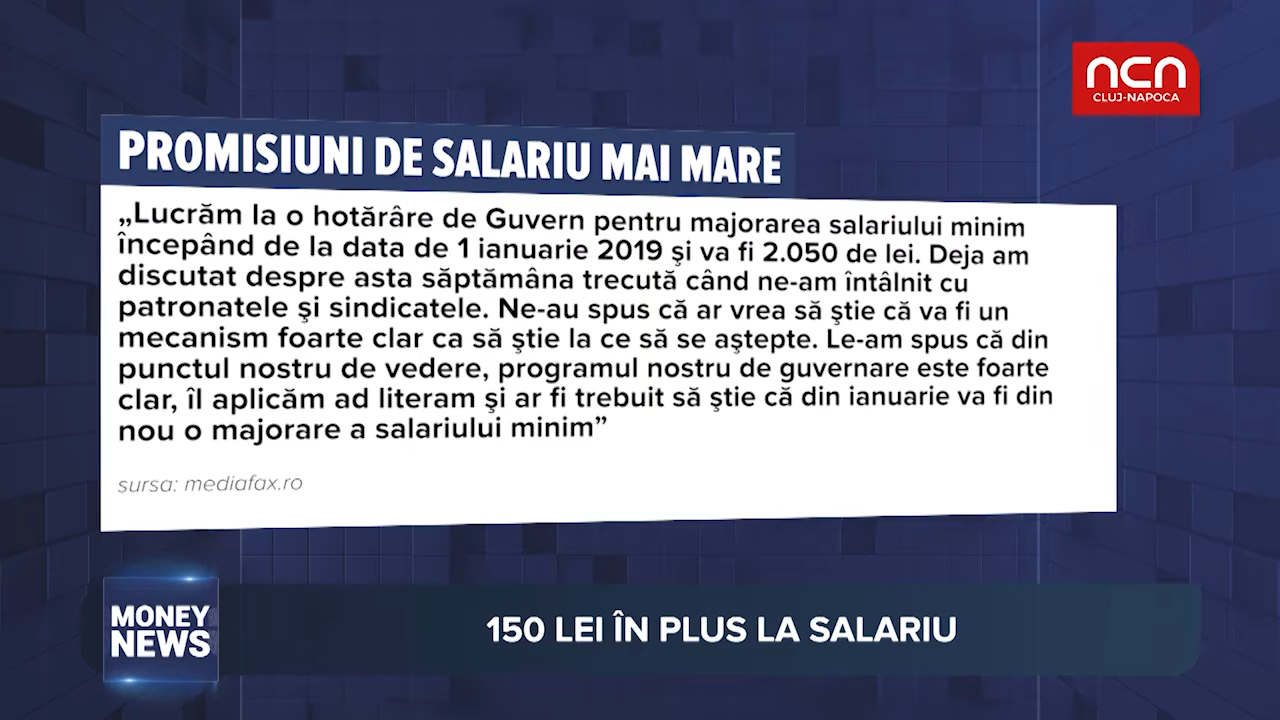 ncn
CLUJ-NAPOCA
PROMISIUNI DE SALARIU MAI MARE
„Lucrăm la o hotărâre de Guvern pentru majorarea salariului minim
începând de la data de 1 ianuarie 2019 şi va fi 2.050 de lei. Deja am
discutat despre asta săptămâna trecută când ne-am întâlnit cu
patronatele şi sindicatele. Ne-au spus că ar vrea să ştie că va fi un
mecanism foarte clar ca să ştie la ce să se aştepte. Le-am spus că din
punctul nostru de vedere, programul nostru de guvernare este foarte
clar, îl aplicăm ad literam şi ar fi trebuit să ştie că din ianuarie va fi din
nou o majorare a salariului minim”
sursa: mediafax.ro
MONEY
NEWS
150 LEI ÎN PLUS LA SALARIU